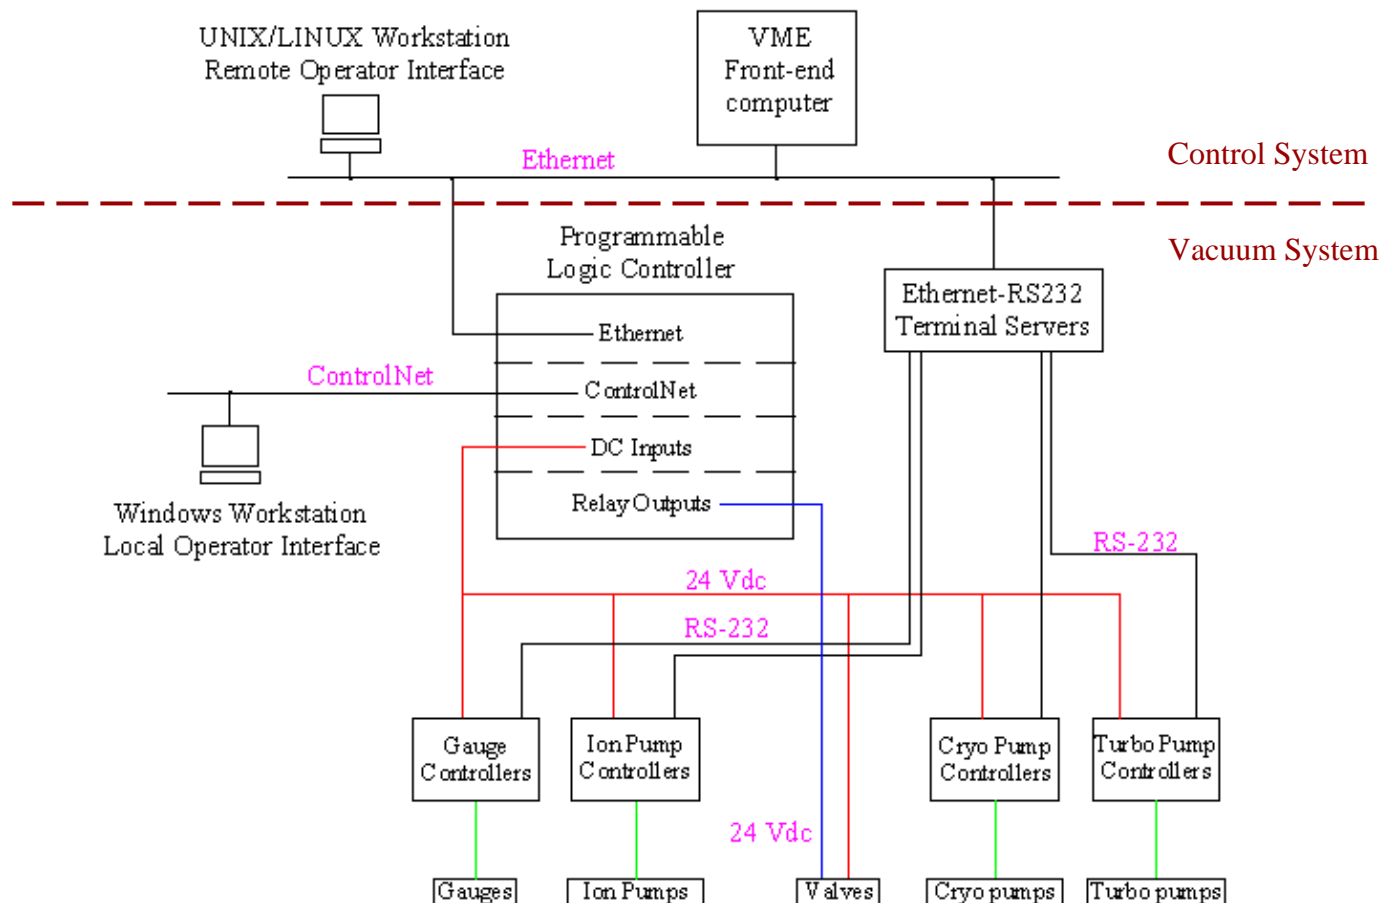 UNIX/LINUX Workstation
Remote Operator Interface
VME
Front-end
computer
Ethernet
Control System
Vacuum System
Programmable
Logic Controller
Ethernet-RS232
Terminal Servers
Ethernet
ControlNet
ControlNet
DC Inputs
Relay Outputs
Windows Workstation
Local Operator Interface
RS-232
24 Vdc
RS-232
Gauge
Controllers
Ion Pump
Controllers
Cryo Pump
Controllers
Turbo Pump
Controllers
24 Vdc
Gauges
Ion Pumps
Valves
Cryo pumps
Turbo pumps